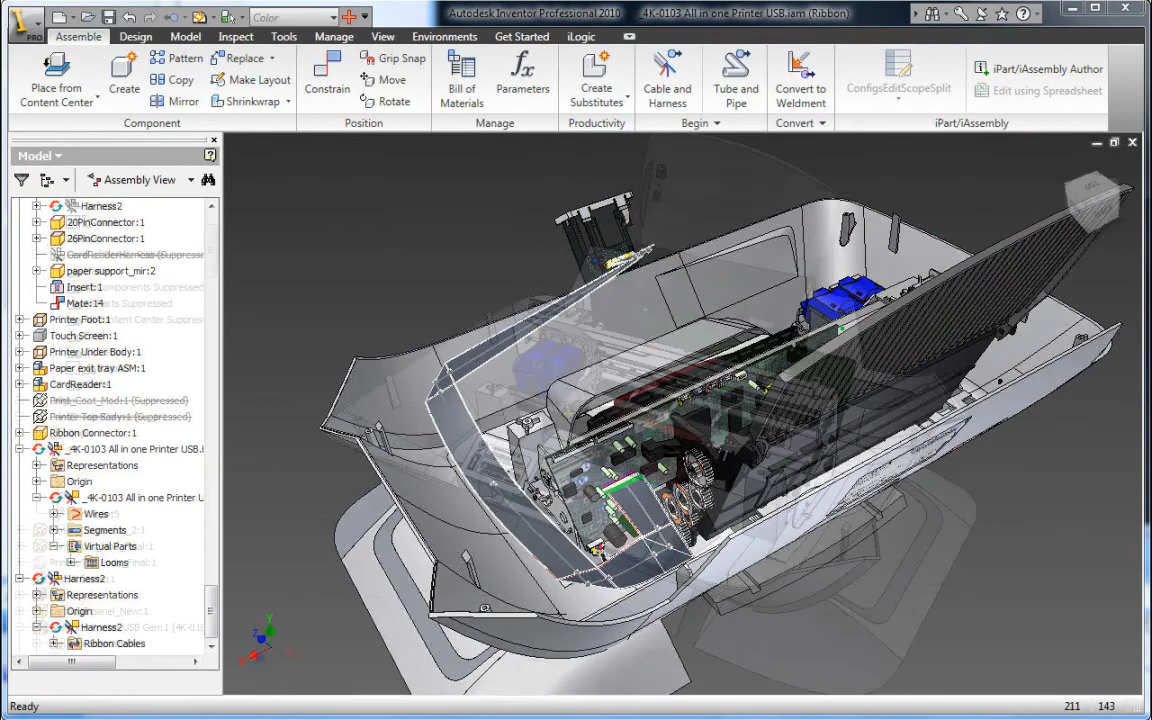 Color
Autodesk Inventor Professional 2010 _4K-0103 All in one Printer USB.iam (Ribbon)
PRO
Assemble Design Model Inspect Tools Manage View Environments Get Started iLogic
Place from
Content Center
Create
Pattern
Copy
Mirror
Replace
Make Layout
Shrinkwrap
Constrain
Grip Snap
Move
Rotate
Bill of
Materials
Parameters
Create
Substitutes
Cable and
Harness
Tube and
Pipe
Convert to
Weldment
ConfigsEditScopeSplit
iPart/iAssembly Author
Edit using Spreadsheet
Component Position Manage Productivity Begin Convert iPart/iAssembly
Model
Assembly View
Harness2
20PinConnector:1
26PinConnector:1
CardReaderHarness (Suppresse
paper support_mir:2
Insert:1
Mate:14
Printer Foot:1
Touch Screen:1
Printer Under Body:1
Paper exit tray ASM:1
CardReader:1
Print_Coat_Mod:1 (Suppressed)
Printer Top Body:1 (Suppressed)
Ribbon Connector:1
_4K-0103 All in one Printer USB.i
Representations
Origin
_4K-0103 All in one Printer U
Wires
Segments
Virtual Parts
Looms
Harness2
Representations
Origin
Harness2
Ribbon Cables
Ready
211 143